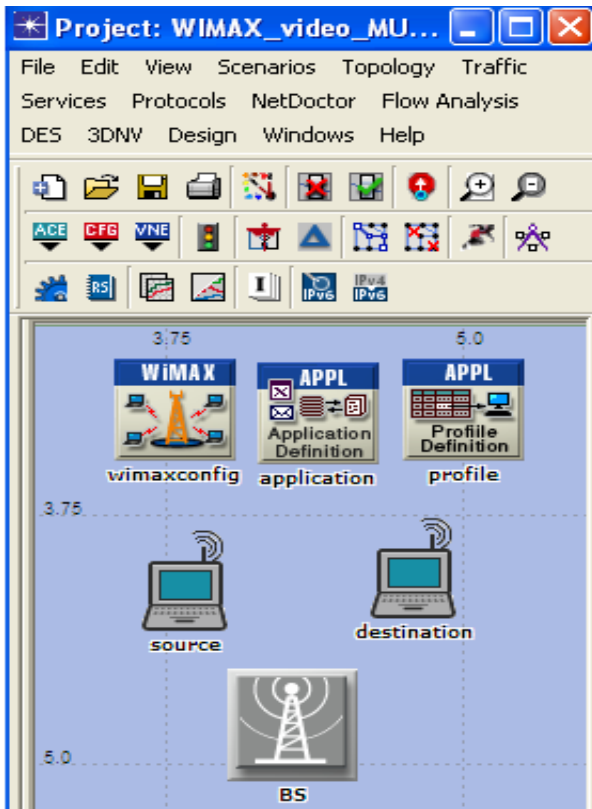 Project: WIMAX_video_MU...
File Edit View Scenarios Topology Traffic
Services Protocols NetDoctor Flow Analysis
DES 3DNV Design Windows Help
ACE CFG VNE
RS I IPv6 IPv4 IPv6
3.75 5.0
WiMAX APPL APPL
Application Definition
Profile Definition
wimaxconfig application profile
3.75
source destination
5.0
BS